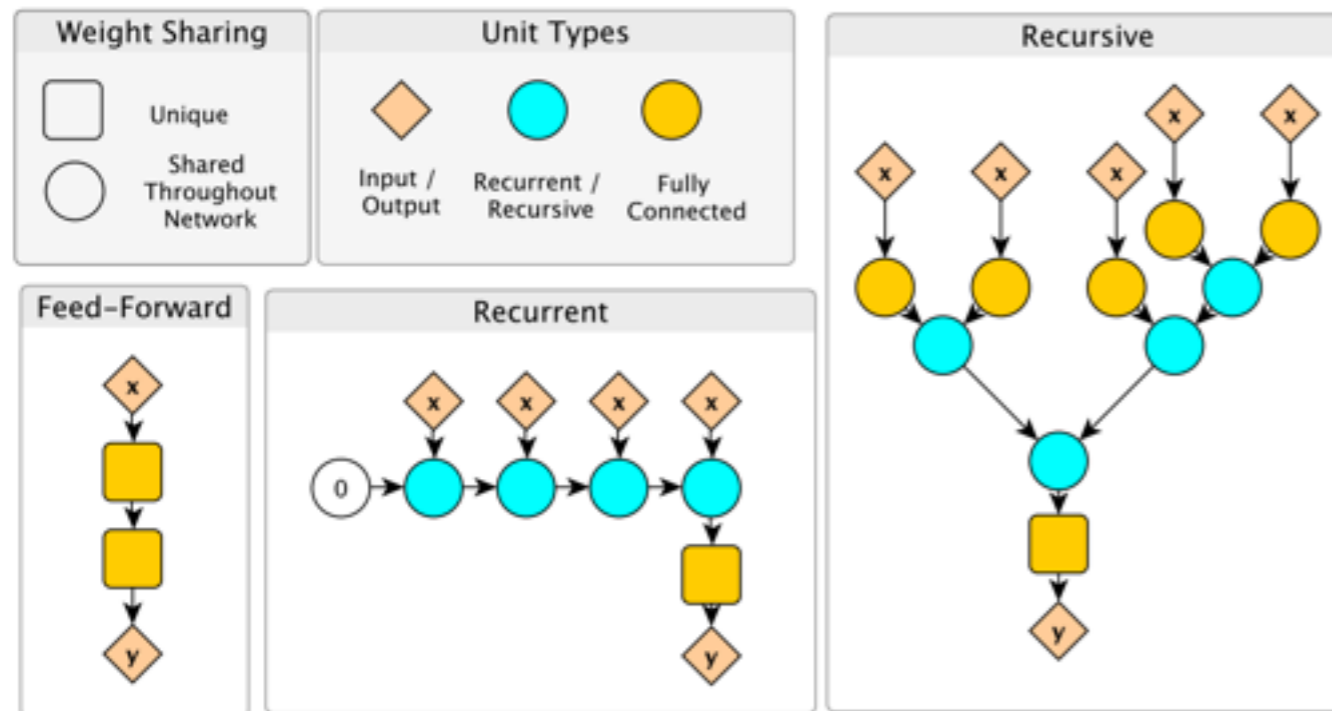 Weight Sharing
Unique
Shared
Throughout
Network
Unit Types
Input /
Output
Recurrent /
Recursive
Fully
Connected
Feed-Forward
x
y
Recurrent
x x x x
0
y
Recursive
x x
x x x
y